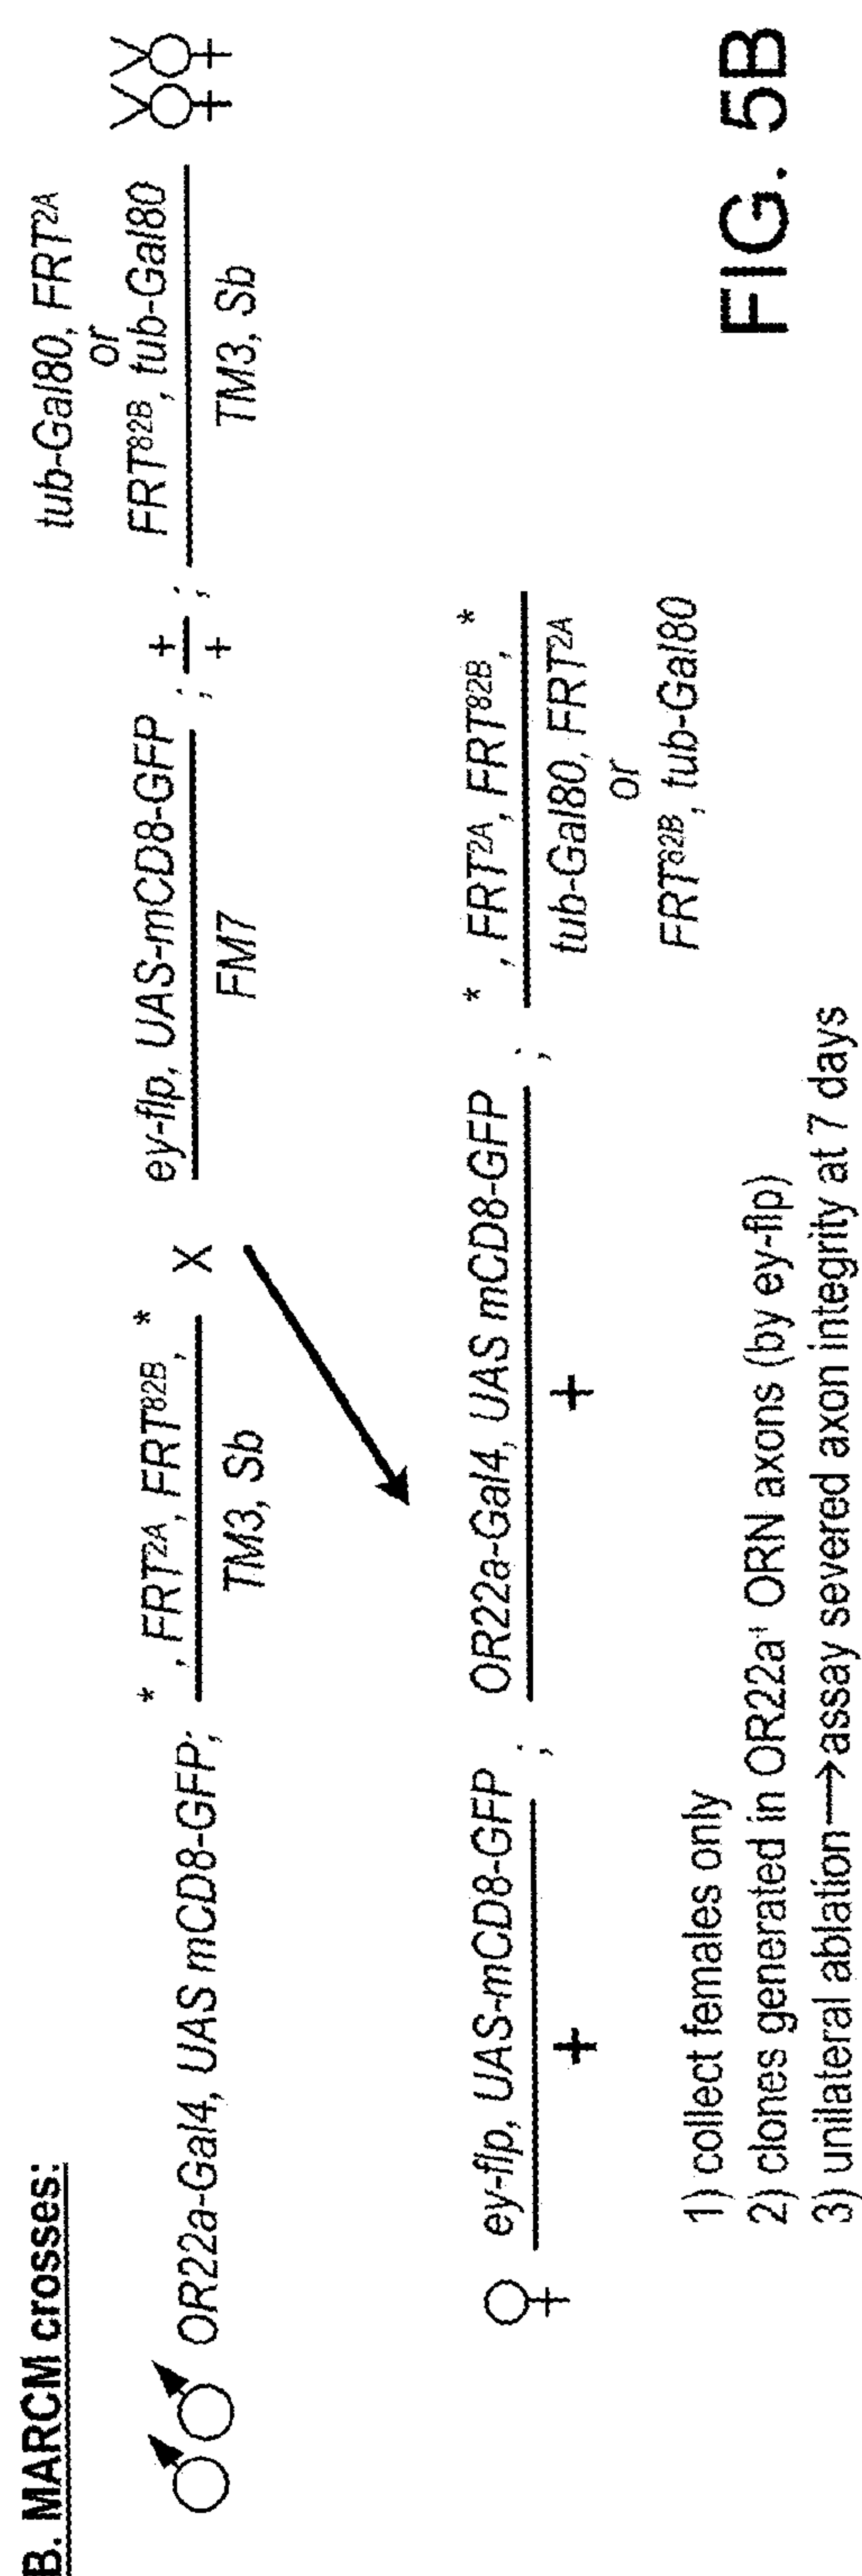 B. MARCM crosses:
OR22a-Gal4, UAS mCD8-GFP;
*, FRT2A, FRT82B, *
TM3, Sb
X
ey-flp, UAS-mCD8-GFP
FM7
;
+
+
;
tub-Gal80, FRT2A
or
FRT82B, tub-Gal80
TM3, Sb
ey-flp, UAS-mCD8-GFP
+
;
OR22a-Gal4, UAS mCD8-GFP
+
;
*, FRT2A, FRT82B, *
tub-Gal80, FRT2A
or
FRT82B, tub-Gal80
1) collect females only
2) clones generated in OR22a+ ORN axons (by ey-flp)
3) unilateral ablation→assay severed axon integrity at 7 days
FIG. 5B